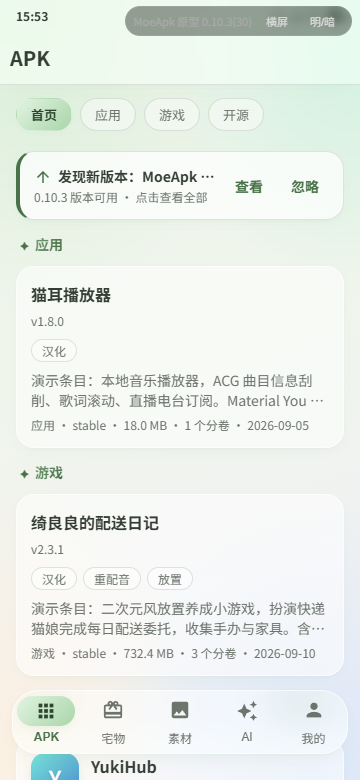 15:53
MoeApk 原型 0.10.3(30) 横屏 明/暗
APK
首页 应用 游戏 开源
发现新版本：MoeApk …
0.10.3 版本可用 · 点击查看全部
查看 忽略
应用
猫耳播放器
v1.8.0
汉化
演示条目：本地音乐播放器，ACG 曲目信息刮
削、歌词滚动、直播电台订阅。Material You …
应用 · stable · 18.0 MB · 1 个分卷 · 2026-09-05
游戏
绮良良的配送日记
v2.3.1
汉化 重配音 放置
演示条目：二次元风放置养成小游戏，扮演快递
猫娘完成每日配送委托，收集手办与家具。含…
游戏 · stable · 732.4 MB · 3 个分卷 · 2026-09-10
APK 宅物 素材 AI 我的
Y
YukiHub